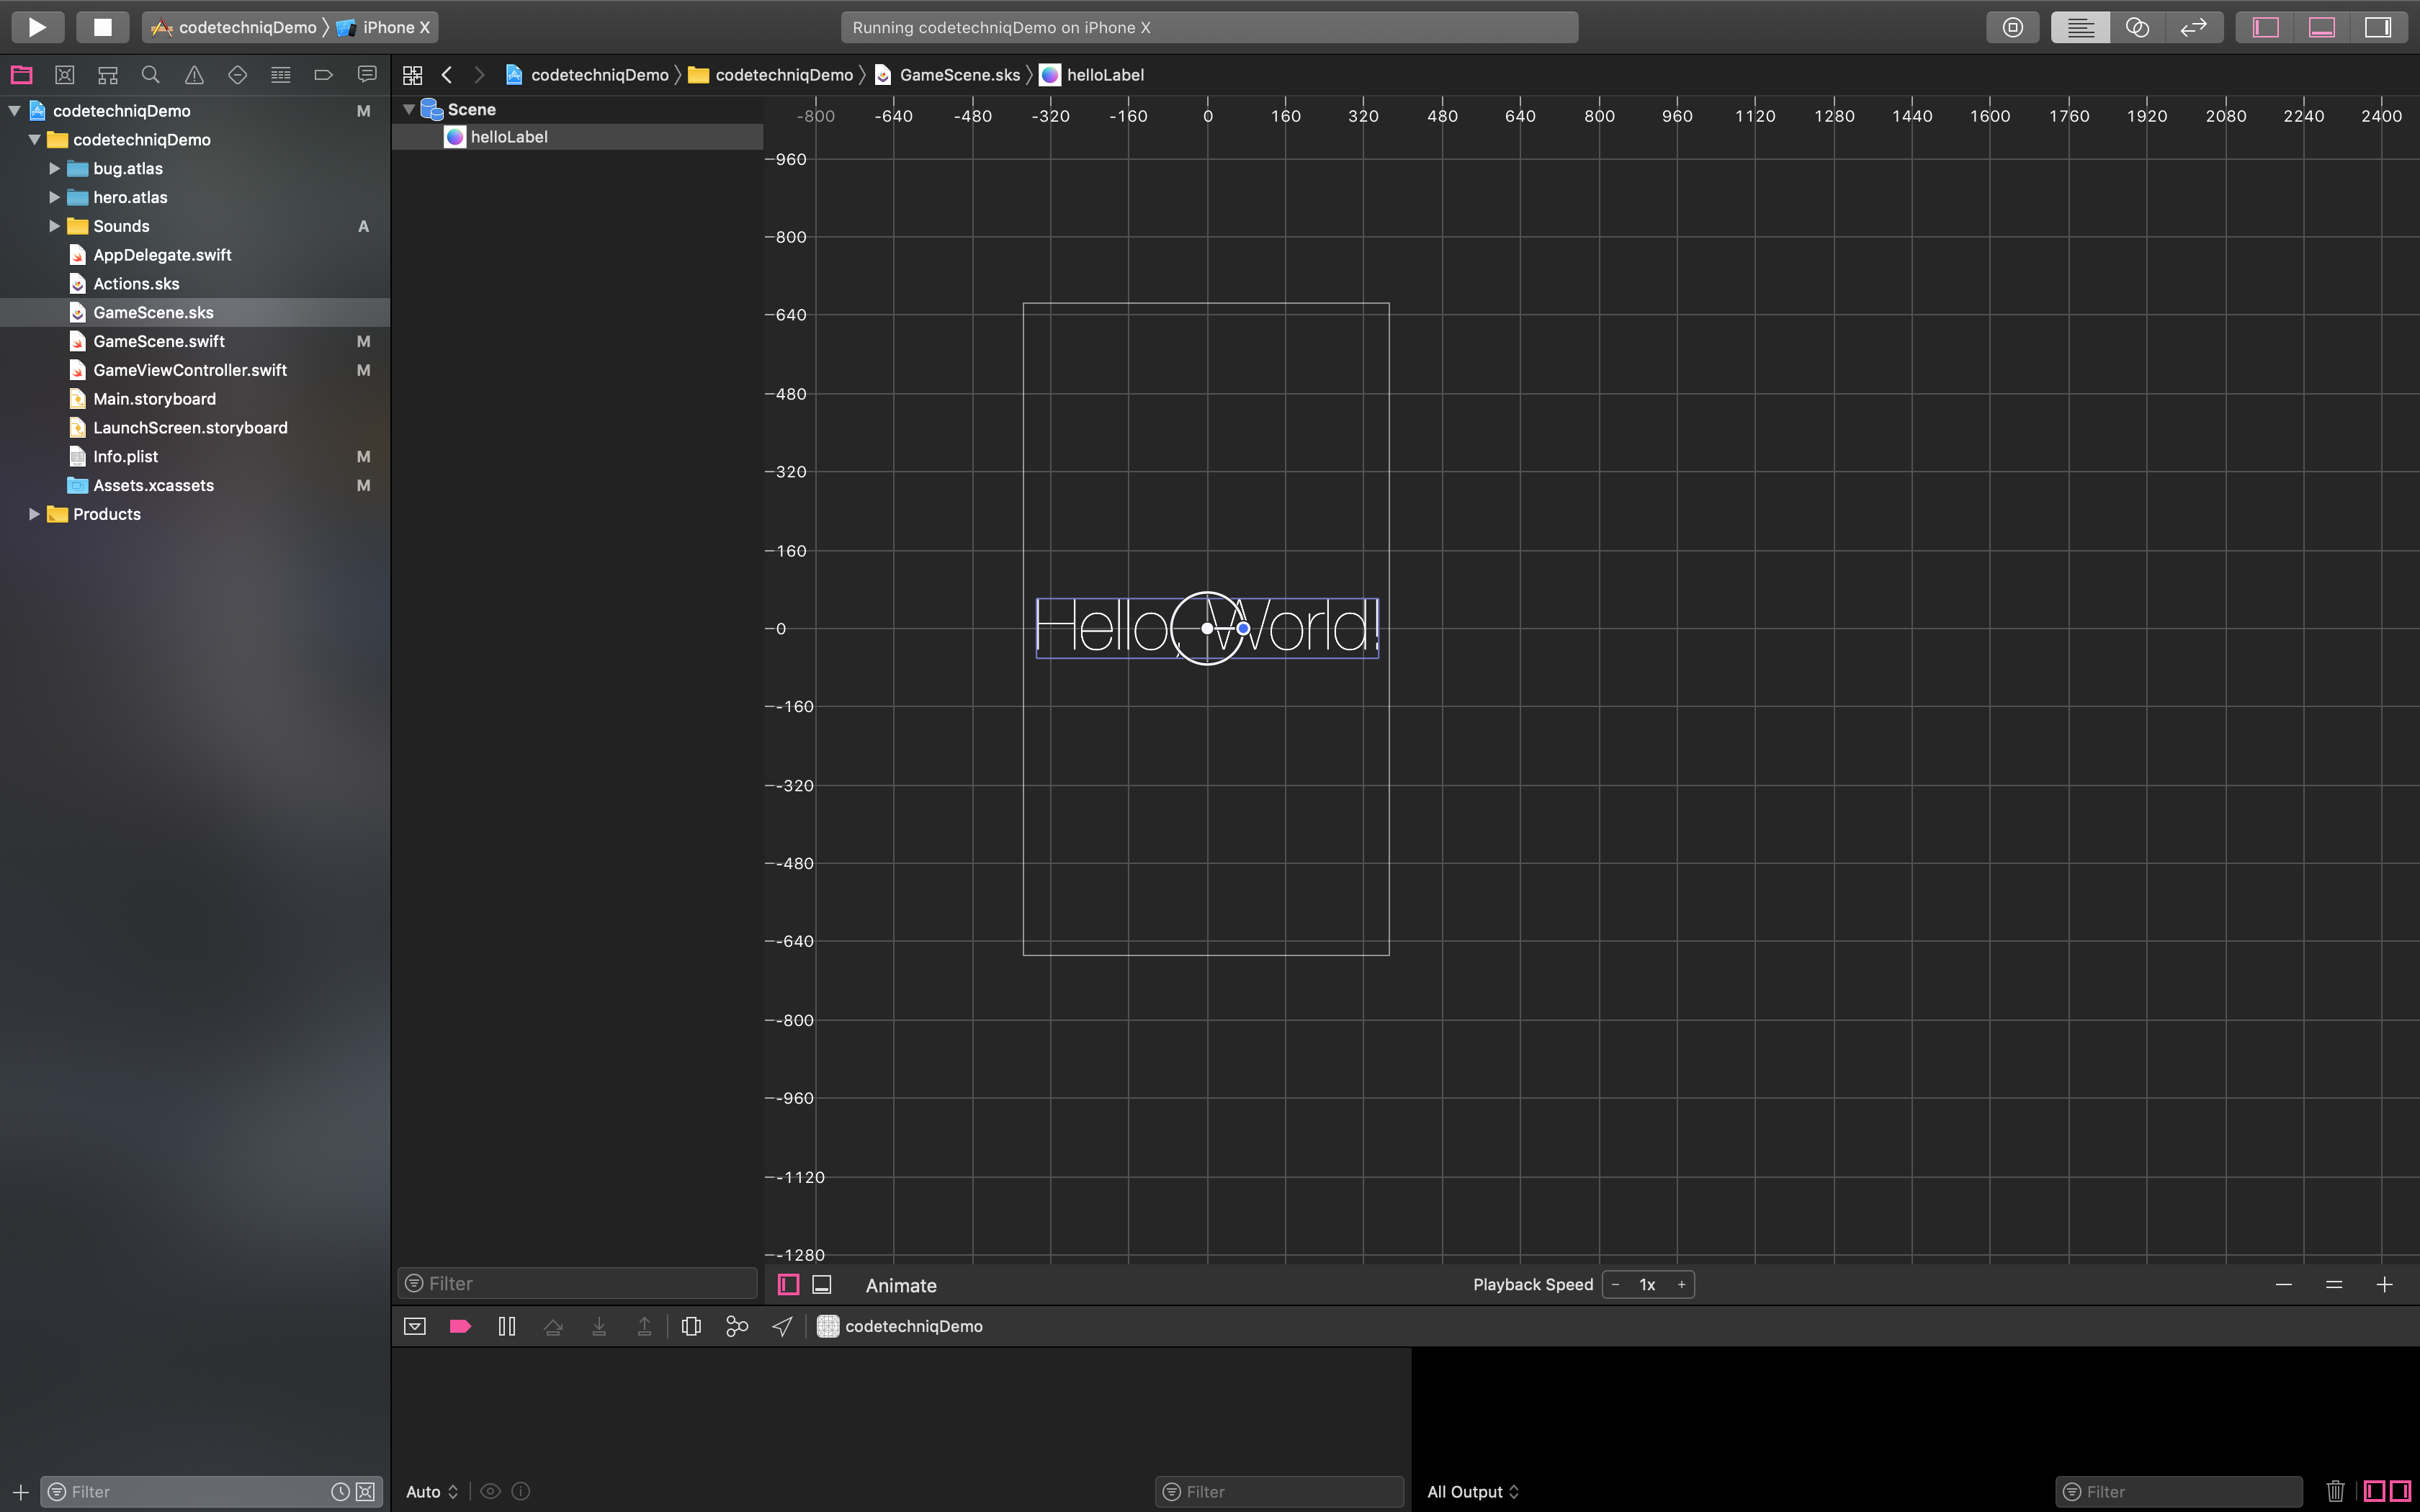 codetechniqDemo 〉 iPhone X
Running codetechniqDemo on iPhone X
codetechniqDemo 〉 codetechniqDemo 〉 GameScene.sks 〉 helloLabel
codetechniqDemo M
codetechniqDemo
bug.atlas
hero.atlas
Sounds A
AppDelegate.swift
Actions.sks
GameScene.sks
GameScene.swift M
GameViewController.swift M
Main.storyboard
LaunchScreen.storyboard
Info.plist M
Assets.xcassets M
Products
Scene
helloLabel
-800 -640 -480 -320 -160 0 160 320 480 640 800 960 1120 1280 1440 1600 1760 1920 2080 2240 2400
960
800
640
480
320
160
0
-160
-320
-480
-640
-800
-960
-1120
-1280
Hello, World!
Filter
Animate
Playback Speed - 1x +
codetechniqDemo
Filter
Auto
Filter
All Output
Filter